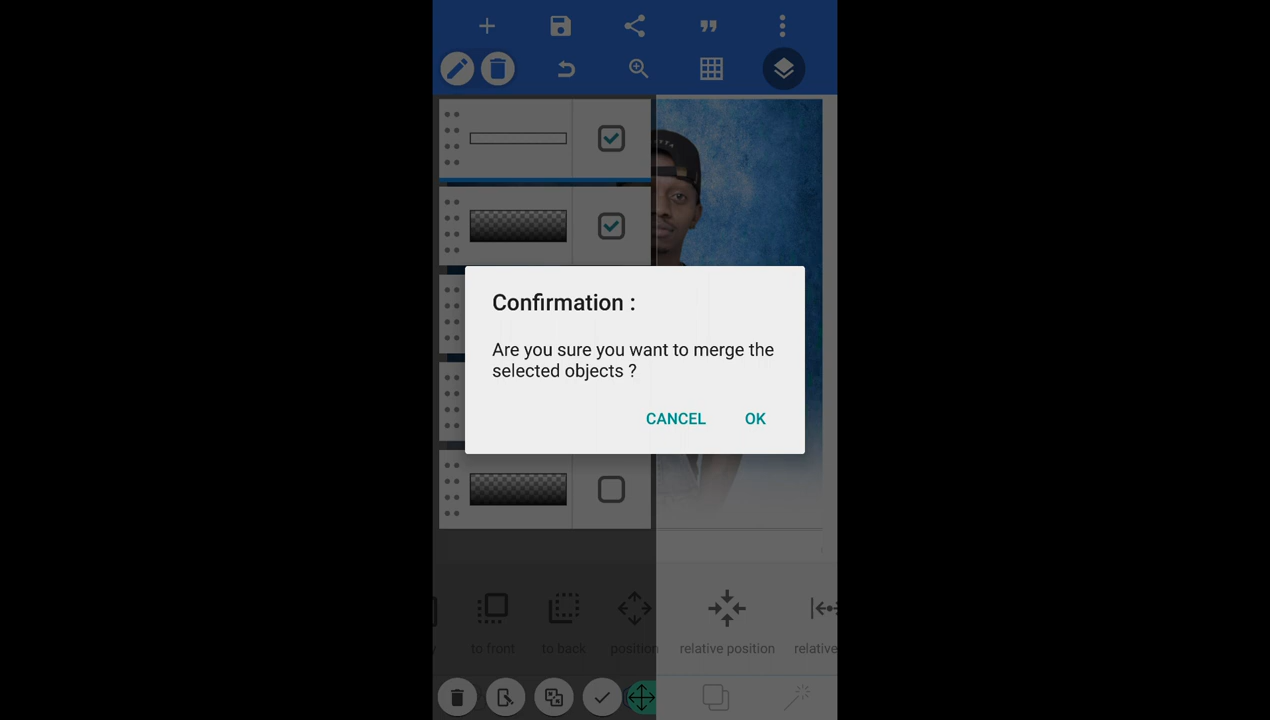 Confirmation :
Are you sure you want to merge the
selected objects ?
CANCEL OK
to front to back position relative position relative